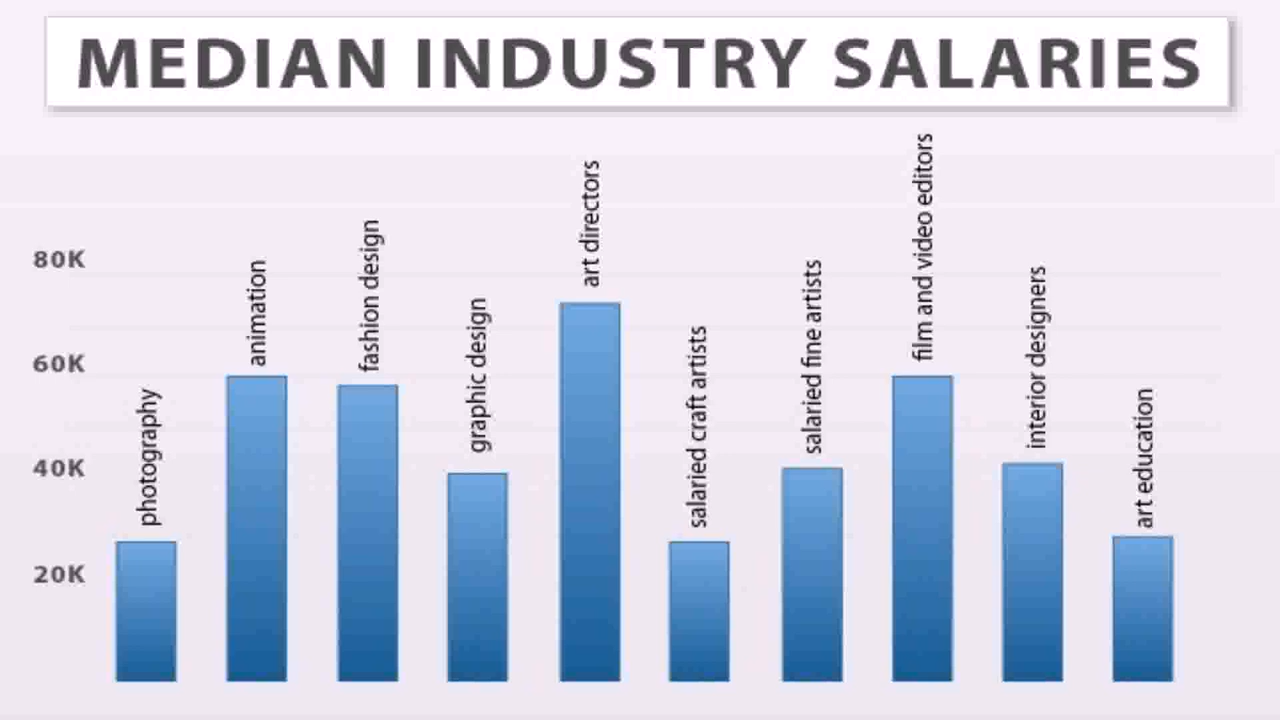 MEDIAN INDUSTRY SALARIES
80K
60K
40K
20K
photography
animation
fashion design
graphic design
art directors
salaried craft artists
salaried fine artists
film and video editors
interior designers
art education